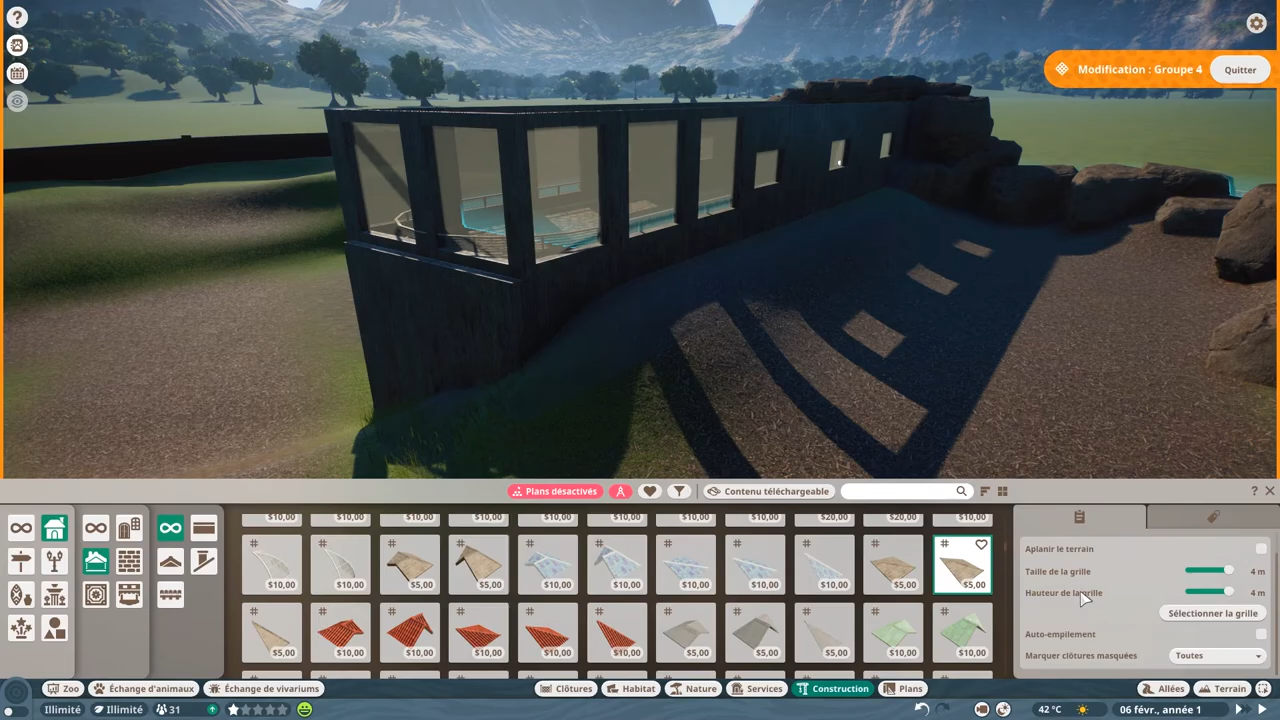 Modification : Groupe 4
Quitter
Plans désactivés
Contenu téléchargeable
$10,00 $10,00 $10,00 $10,00 $10,00 $10,00 $10,00 $10,00 $20,00 $20,00 $10,00
$10,00 $10,00 $5,00 $5,00 $10,00 $10,00 $10,00 $10,00 $10,00 $5,00 $5,00
$5,00 $10,00 $10,00 $10,00 $10,00 $10,00 $5,00 $5,00 $5,00 $10,00 $10,00
Aplanir le terrain
Taille de la grille 4 m
Hauteur de la grille 4 m
Sélectionner la grille
Auto-empilement
Marquer clôtures masquées Toutes
Zoo Échange d'animaux Échange de vivariums Clôtures Habitat Nature Services Construction Plans Allées Terrain
Illimité Illimité 31 42 °C 06 févr., année 1